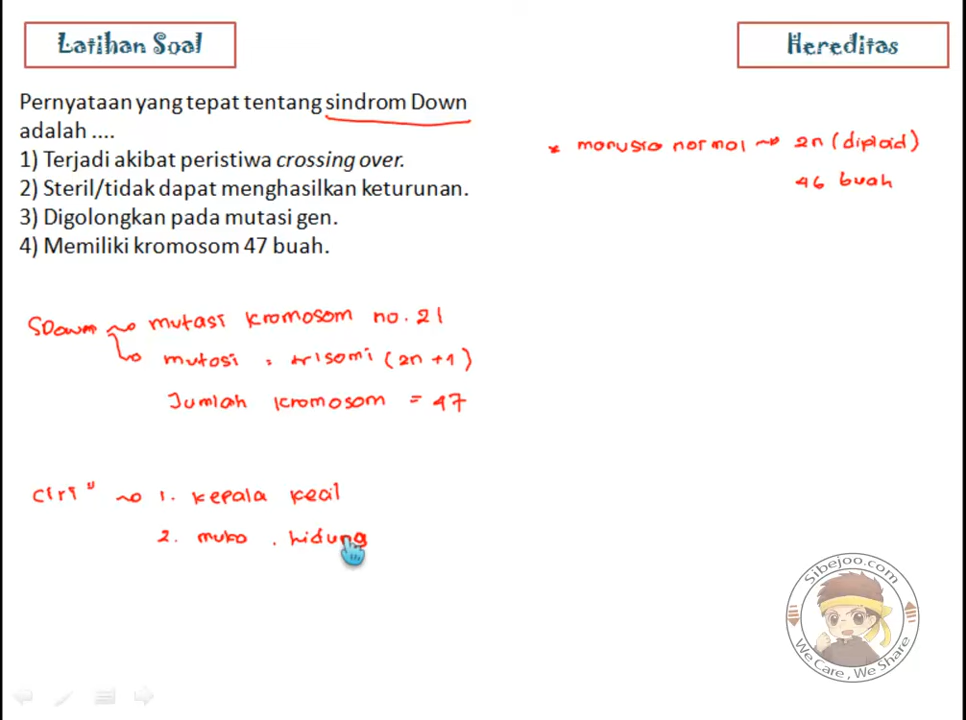 Latihan Soal
Hereditas
Pernyataan yang tepat tentang sindrom Down
adalah ....
1) Terjadi akibat peristiwa crossing over.
2) Steril/tidak dapat menghasilkan keturunan.
3) Digolongkan pada mutasi gen.
4) Memiliki kromosom 47 buah.
* manusia normal ~> 2n (diploid)
46 buah
SDown ~> mutasi kromosom no. 21
~> mutasi : trisomi (2n +1)
Jumlah kromosom = 47
Ciri" ~> 1. kepala kecil
2. muka . hidung
Sibejoo.com
We Care, We Share